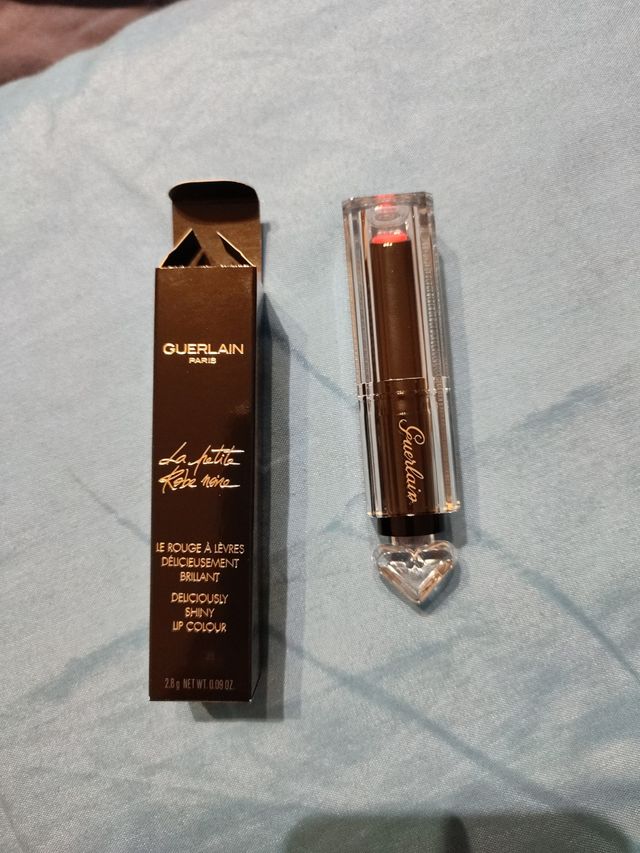 GUERLAIN
PARIS
La petite
Robe noire
LE ROUGE À LÈVRES
DÉLICIEUSEMENT
BRILLANT
DELICIOUSLY
SHINY
LIP COLOUR
2.8 g NET WT. 0.09 OZ.
Guerlain